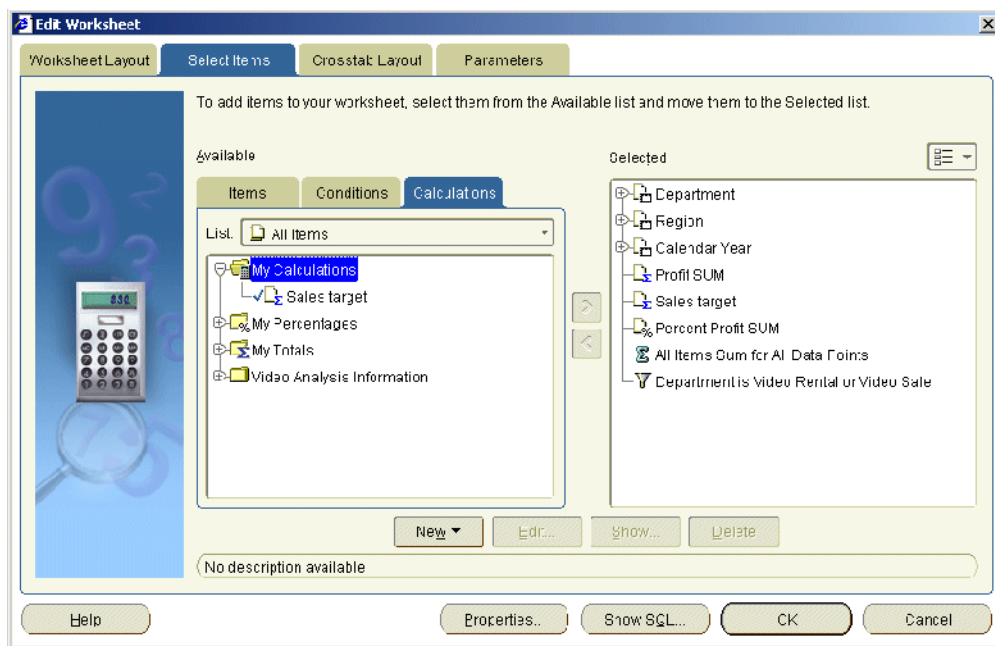 Edit Worksheet
Worksheet Layout
Select Items
Crosstab Layout
Parameters
To add items to your worksheet, select them from the Available list and move them to the Selected list.
Available
Selected
Items
Conditions
Calculations
List.
All Items
My Calculations
Sales target
My Percentages
My Totals
Video Analysis Information
Department
Region
Calendar Year
Profit SUM
Sales target
Percent Profit SUM
All Items Sum for All Data Points
Department is Video Rental or Video Sale
New
Edit...
Show...
Delete
No description available
Help
Properties..
Show SQL...
OK
Cancel